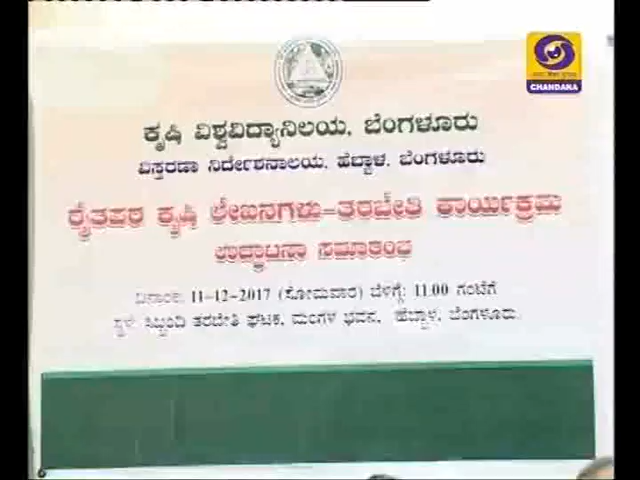 CHANDANA
ಕೃಷಿ ವಿಶ್ವವಿದ್ಯಾನಿಲಯ, ಬೆಂಗಳೂರು
ವಿಸ್ತರಣಾ ನಿರ್ದೇಶನಾಲಯ, ಹೆಬ್ಬಾಳ, ಬೆಂಗಳೂರು
ರೈತಪರ ಕೃಷಿ ಲೇಖನಗಳು-ತರಬೇತಿ ಕಾರ್ಯಕ್ರಮ
ಉದ್ಘಾಟನಾ ಸಮಾರಂಭ
ದಿನಾಂಕ: 11-12-2017 (ಸೋಮವಾರ) ಬೆಳಿಗ್ಗೆ: 11.00 ಗಂಟೆಗೆ
ಸ್ಥಳ: ಸಿಬ್ಬಂದಿ ತರಬೇತಿ ಘಟಕ, ಮಂಗಳ ಭವನ, ಹೆಬ್ಬಾಳ, ಬೆಂಗಳೂರು.